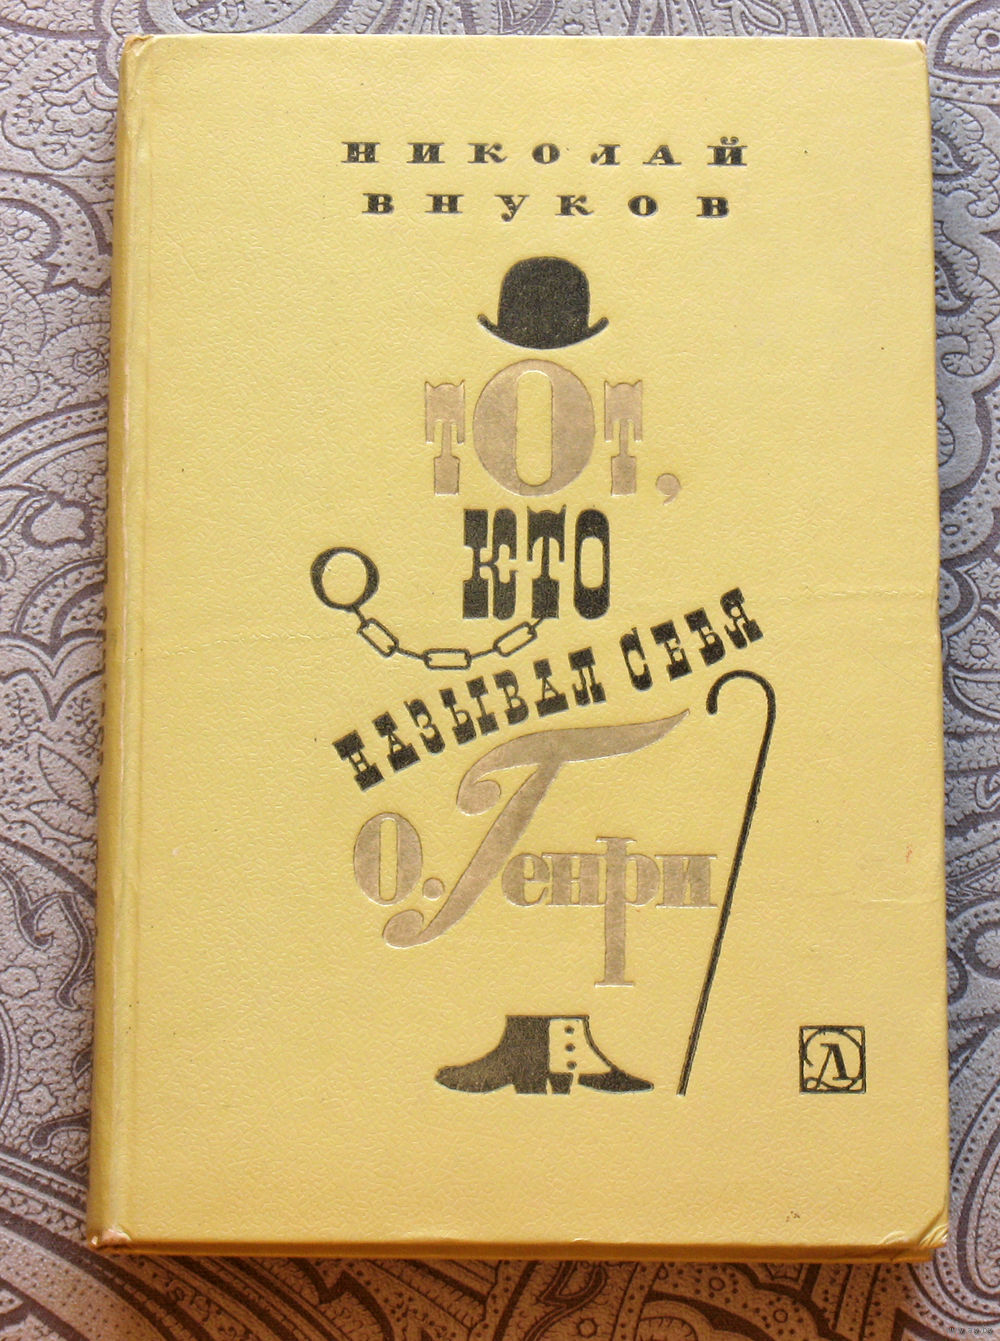 НИКОЛАЙ
ВНУКОВ
ТОТ,
КТО
НАЗЫВАЛ СЕБЯ
О. Генри
Д